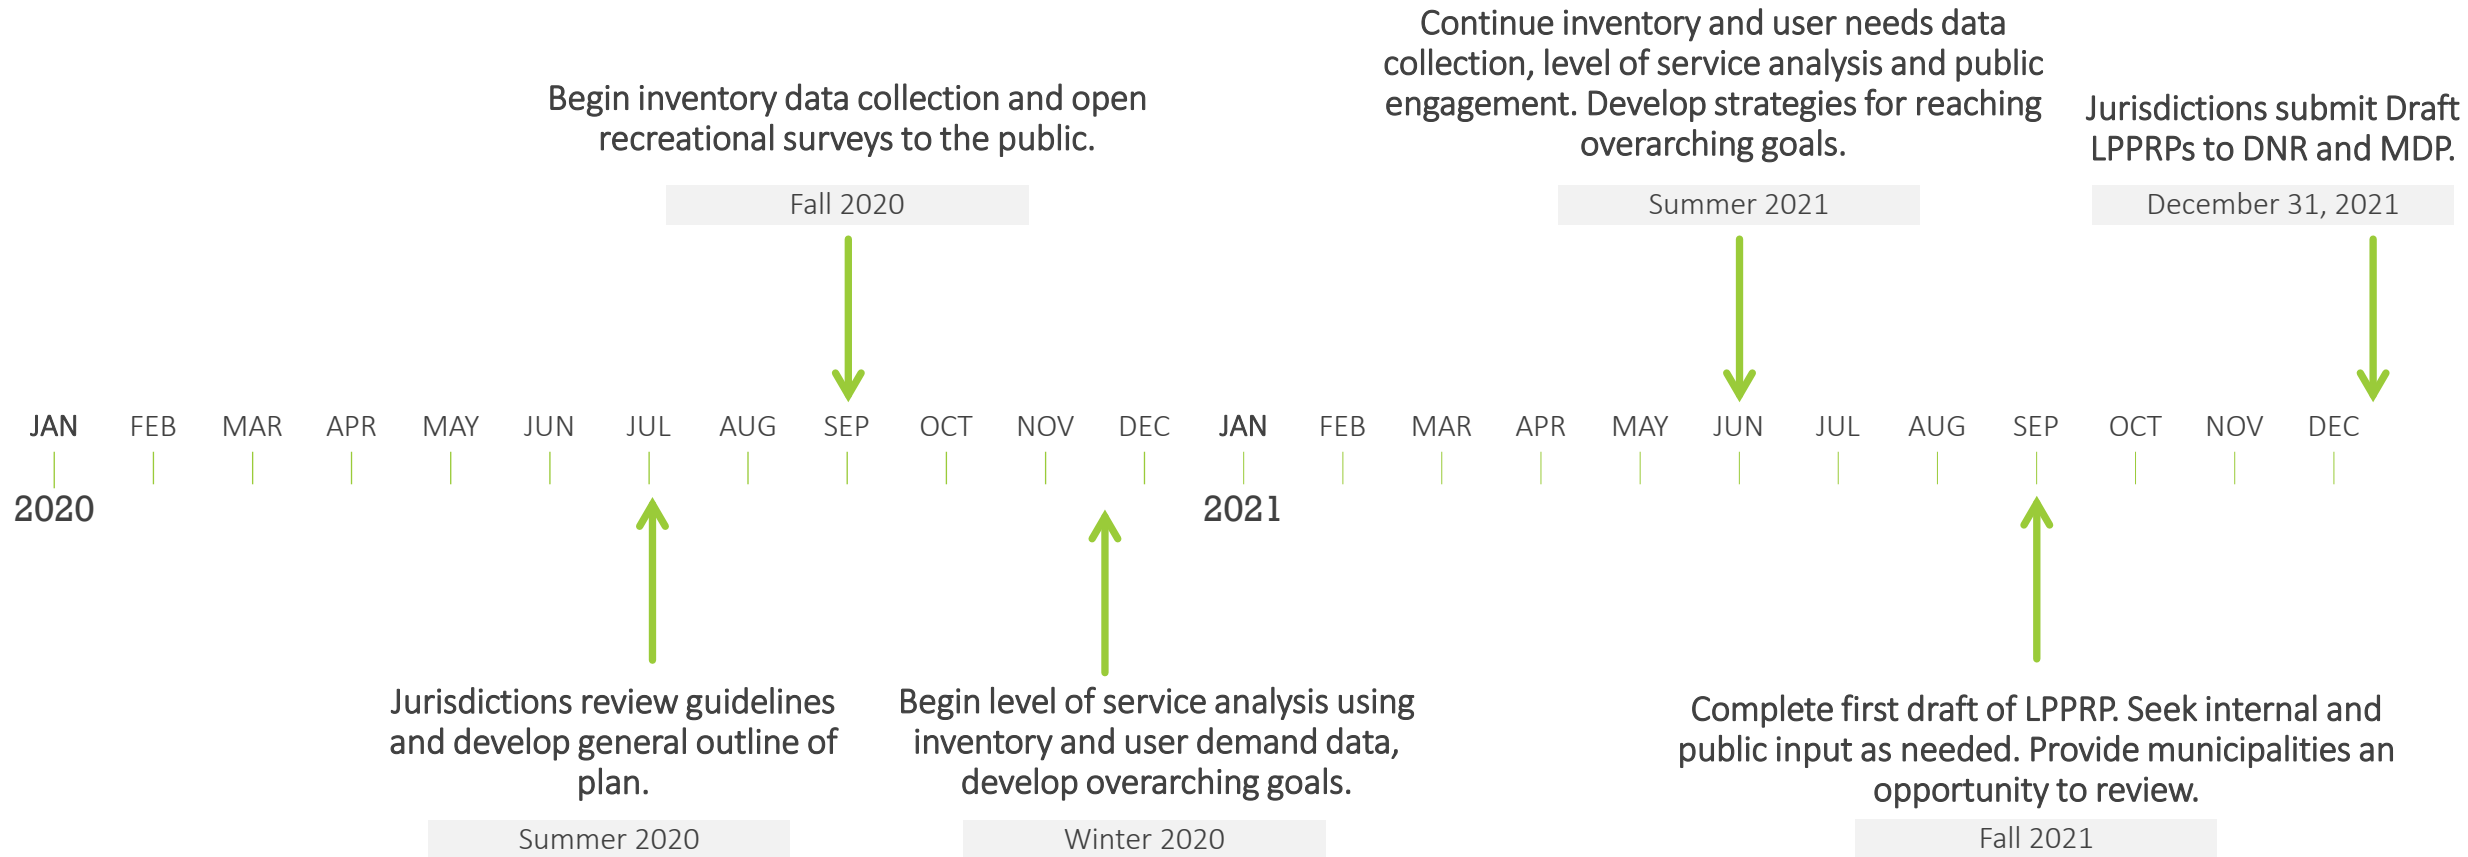 Continue inventory and user needs data
collection, level of service analysis and public
engagement. Develop strategies for reaching
overarching goals.
Summer 2021
Begin inventory data collection and open
recreational surveys to the public.
Fall 2020
Jurisdictions submit Draft
LPPRPs to DNR and MDP.
December 31, 2021
JAN FEB MAR APR MAY JUN JUL AUG SEP OCT NOV DEC JAN FEB MAR APR MAY JUN JUL AUG SEP OCT NOV DEC
2020 2021
Jurisdictions review guidelines
and develop general outline of
plan.
Summer 2020
Begin level of service analysis using
inventory and user demand data,
develop overarching goals.
Winter 2020
Complete first draft of LPPRP. Seek internal and
public input as needed. Provide municipalities an
opportunity to review.
Fall 2021